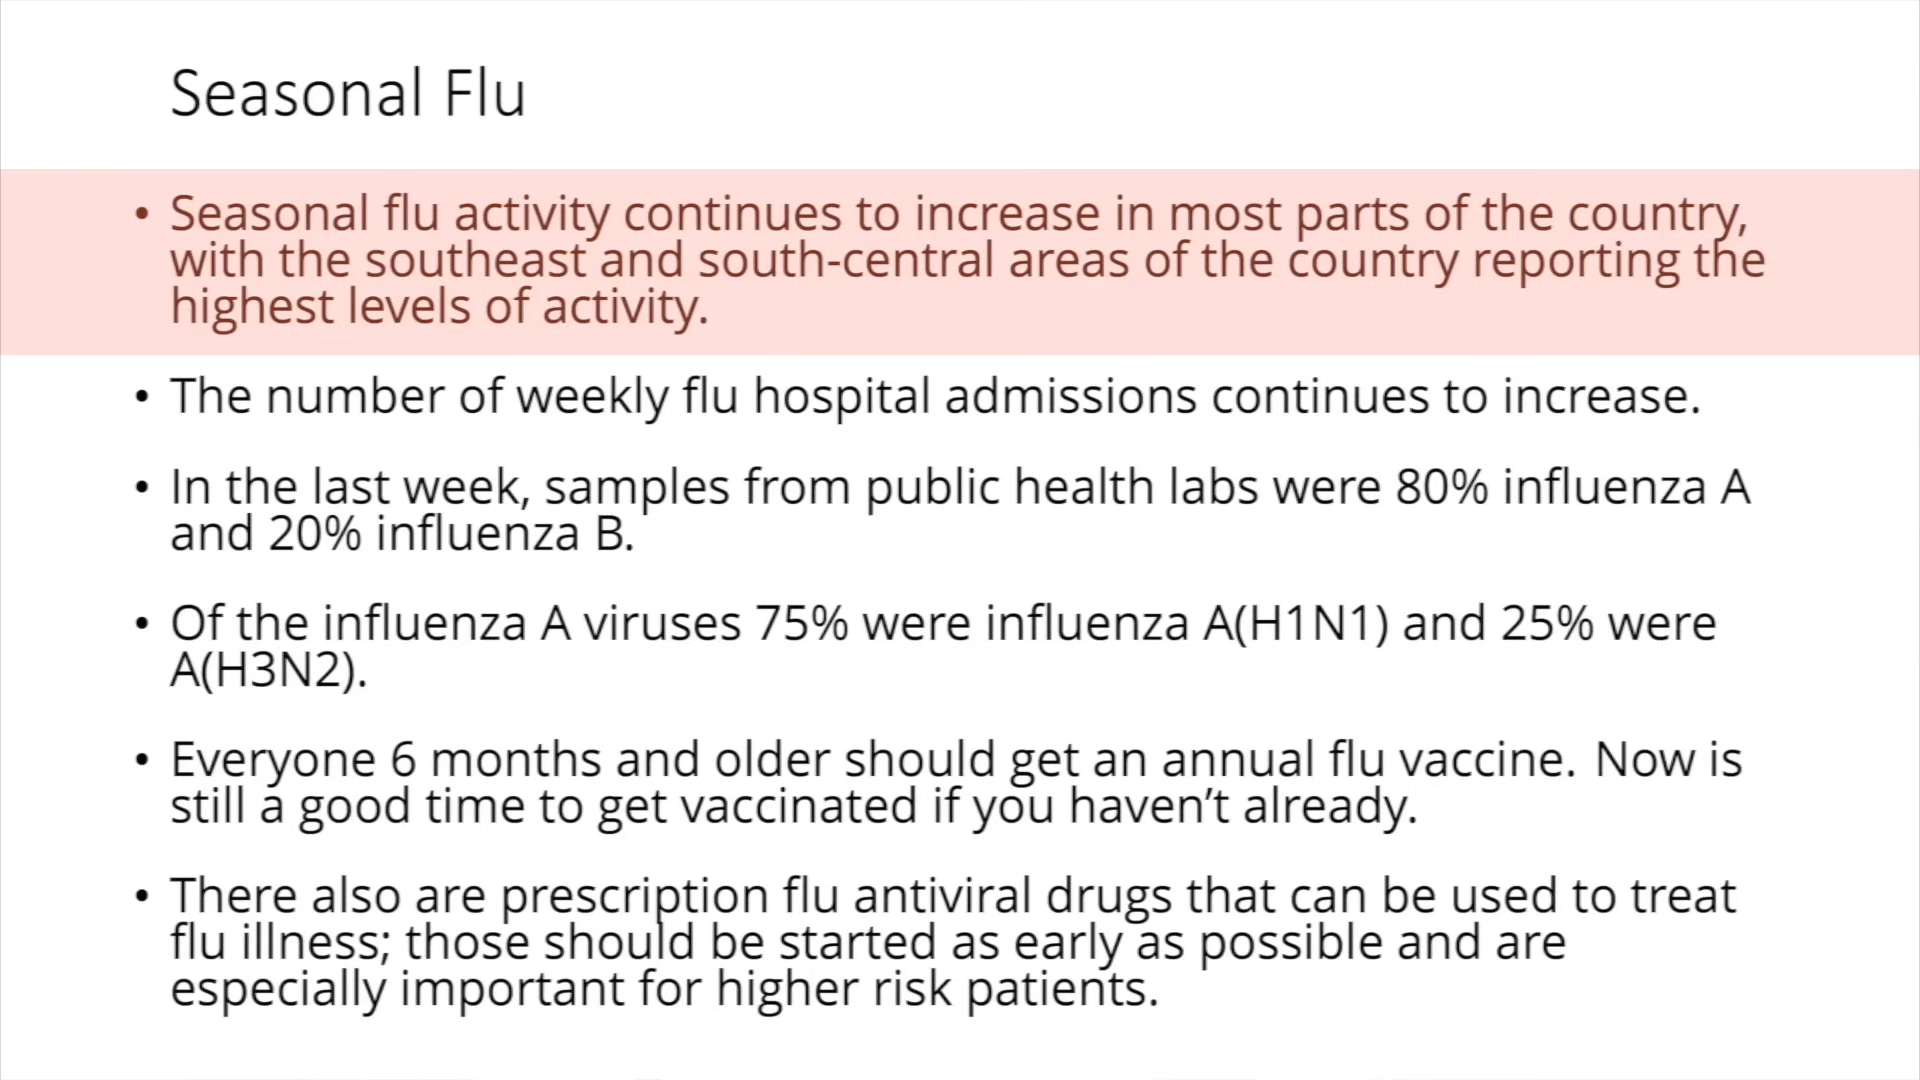 Seasonal Flu
• Seasonal flu activity continues to increase in most parts of the country,
with the southeast and south-central areas of the country reporting the
highest levels of activity.
• The number of weekly flu hospital admissions continues to increase.
• In the last week, samples from public health labs were 80% influenza A
and 20% influenza B.
• Of the influenza A viruses 75% were influenza A(H1N1) and 25% were
A(H3N2).
• Everyone 6 months and older should get an annual flu vaccine. Now is
still a good time to get vaccinated if you haven’t already.
• There also are prescription flu antiviral drugs that can be used to treat
flu illness; those should be started as early as possible and are
especially important for higher risk patients.